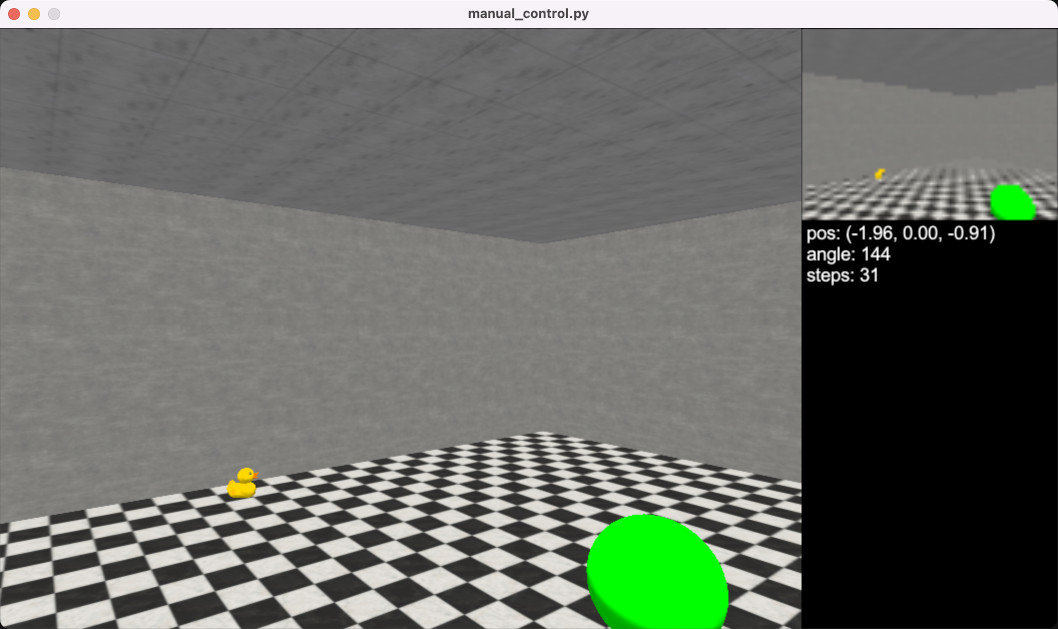 manual_control.py
pos: (-1.96, 0.00, -0.91)
angle: 144
steps: 31